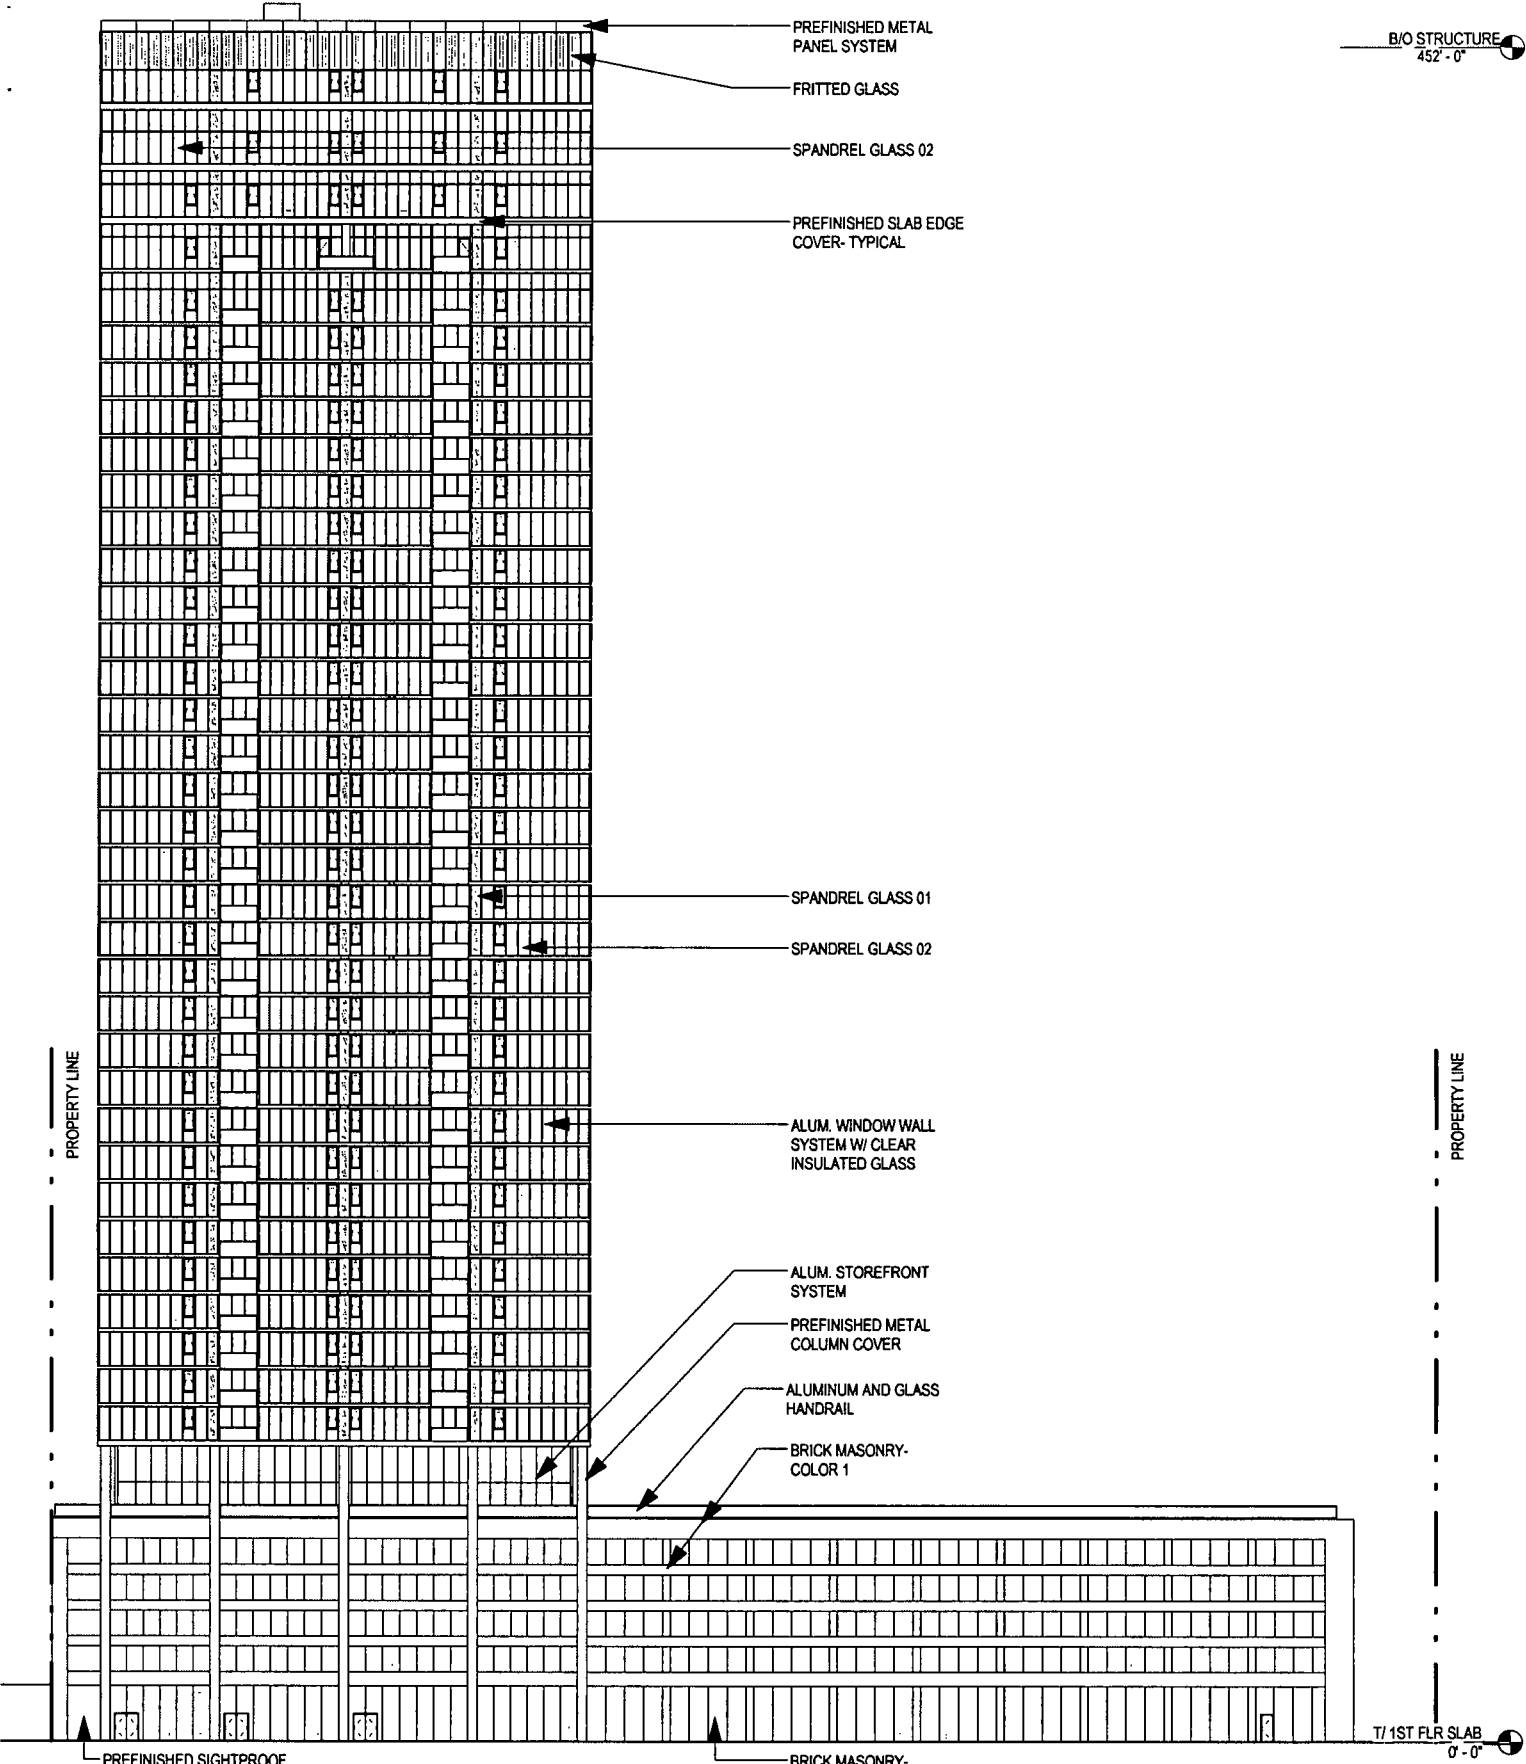 PREFINISHED METAL
PANEL SYSTEM
B/O STRUCTURE
452' - 0"
FRITTED GLASS
SPANDREL GLASS 02
PREFINISHED SLAB EDGE
COVER- TYPICAL
SPANDREL GLASS 01
SPANDREL GLASS 02
PROPERTY LINE
PROPERTY LINE
ALUM. WINDOW WALL
SYSTEM W/ CLEAR
INSULATED GLASS
ALUM. STOREFRONT
SYSTEM
PREFINISHED METAL
COLUMN COVER
ALUMINUM AND GLASS
HANDRAIL
BRICK MASONRY-
COLOR 1
T/ 1ST FLR SLAB
0' - 0"
PREFINISHED SIGHTPROOF
BRICK MASONRY-